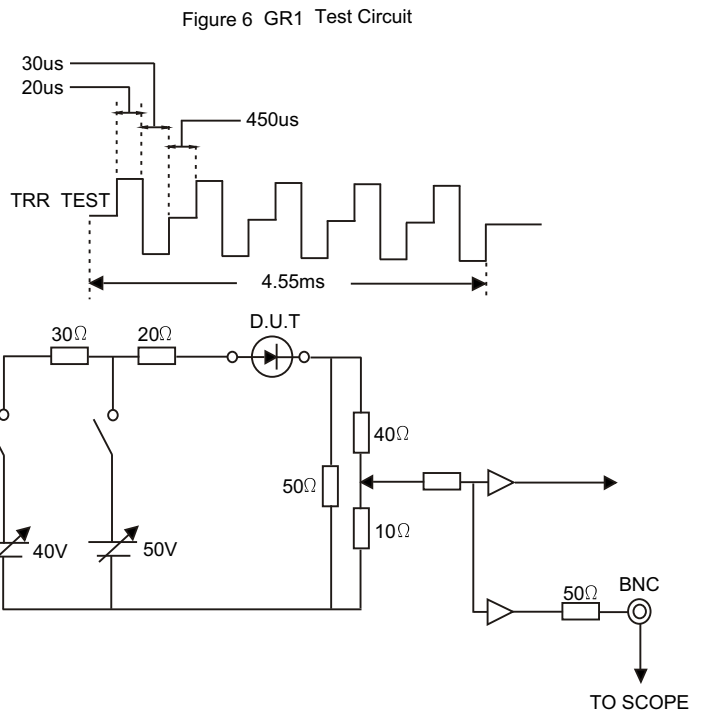 Figure 6 GR1 Test Circuit
30us
20us
450us
TRR TEST
4.55ms
D.U.T
30Ω
20Ω
40Ω
50Ω
10Ω
40V
50V
50Ω
BNC
TO SCOPE